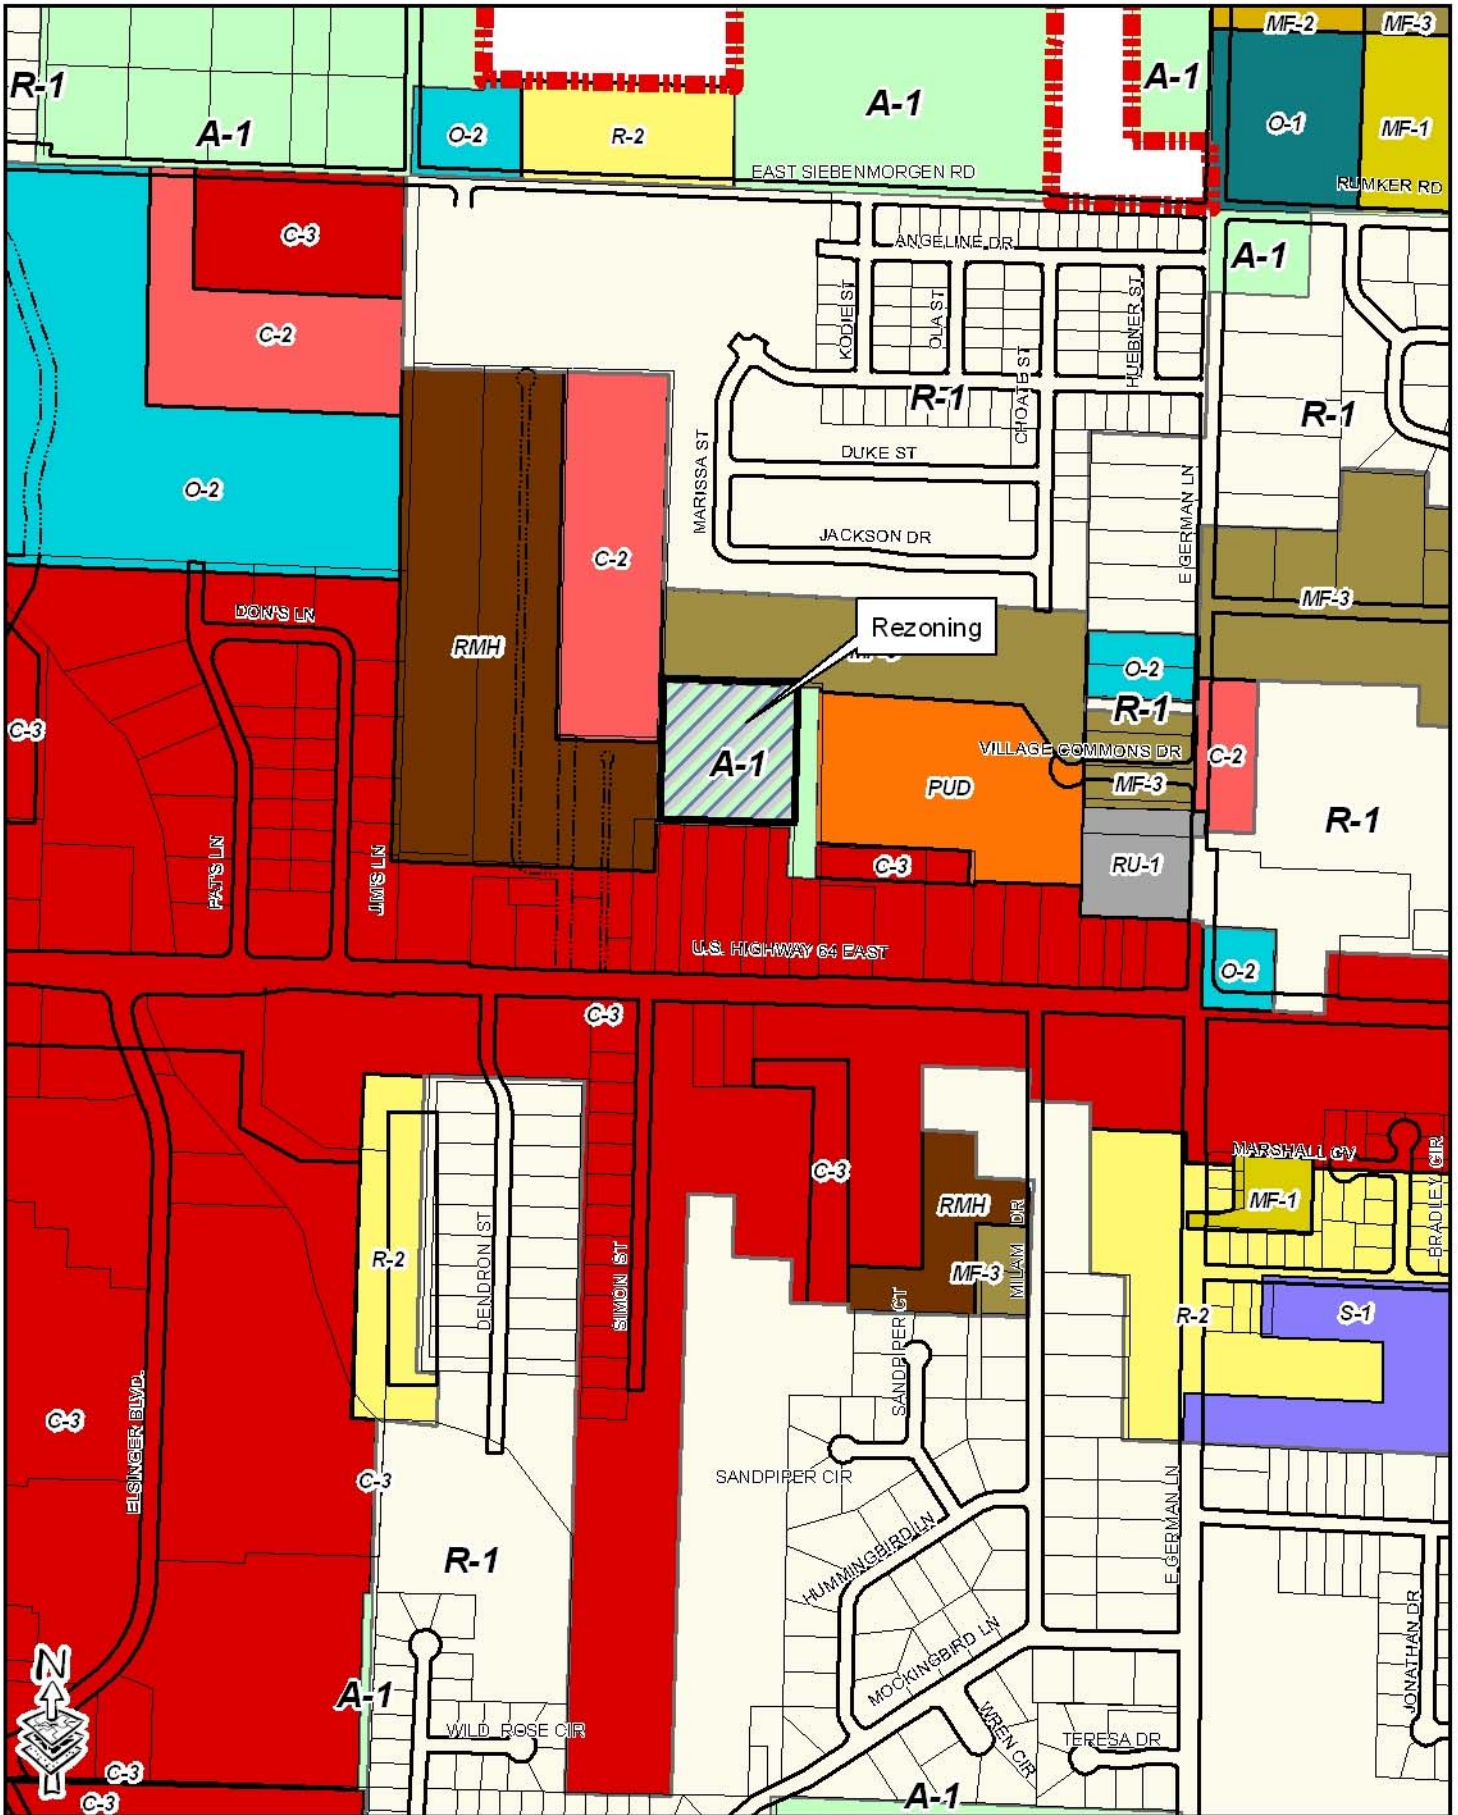 MF-2
MF-3
A-1
R-1
A-1
O-2
R-2
A-1
O-1
MF-1
EAST SIEBENMORGEN RD
RUMKER RD
C-3
ANGELINE DR
A-1
KODIE ST
OLA ST
HUEBNER ST
C-2
CHOATE ST
R-1
R-1
MARISSA ST
DUKE ST
O-2
E GERMAN LN
JACKSON DR
C-2
DON'S LN
MF-3
Rezoning
RMH
O-2
R-1
C-3
VILLAGE COMMONS DR
C-2
A-1
PUD
MF-3
R-1
PAT'S LN
JIM'S LN
C-3
RU-1
U.S. HIGHWAY 64 EAST
O-2
C-3
MARSHALL CV
BRADLEY CIR
C-3
RMH
MILAM DR
MF-1
R-2
DENDRON ST
SIMON ST
MF-3
SANDPIPER CT
R-2
S-1
C-3
ELSINGER BLVD.
C-3
SANDPIPER CIR
E GERMAN LN
R-1
HUMMINGBIRD LN
JONATHAN DR
N
MOCKINGBIRD LN
A-1
WILD ROSE CIR
WREN CIR
TERESA DR
C-3
C-3
A-1